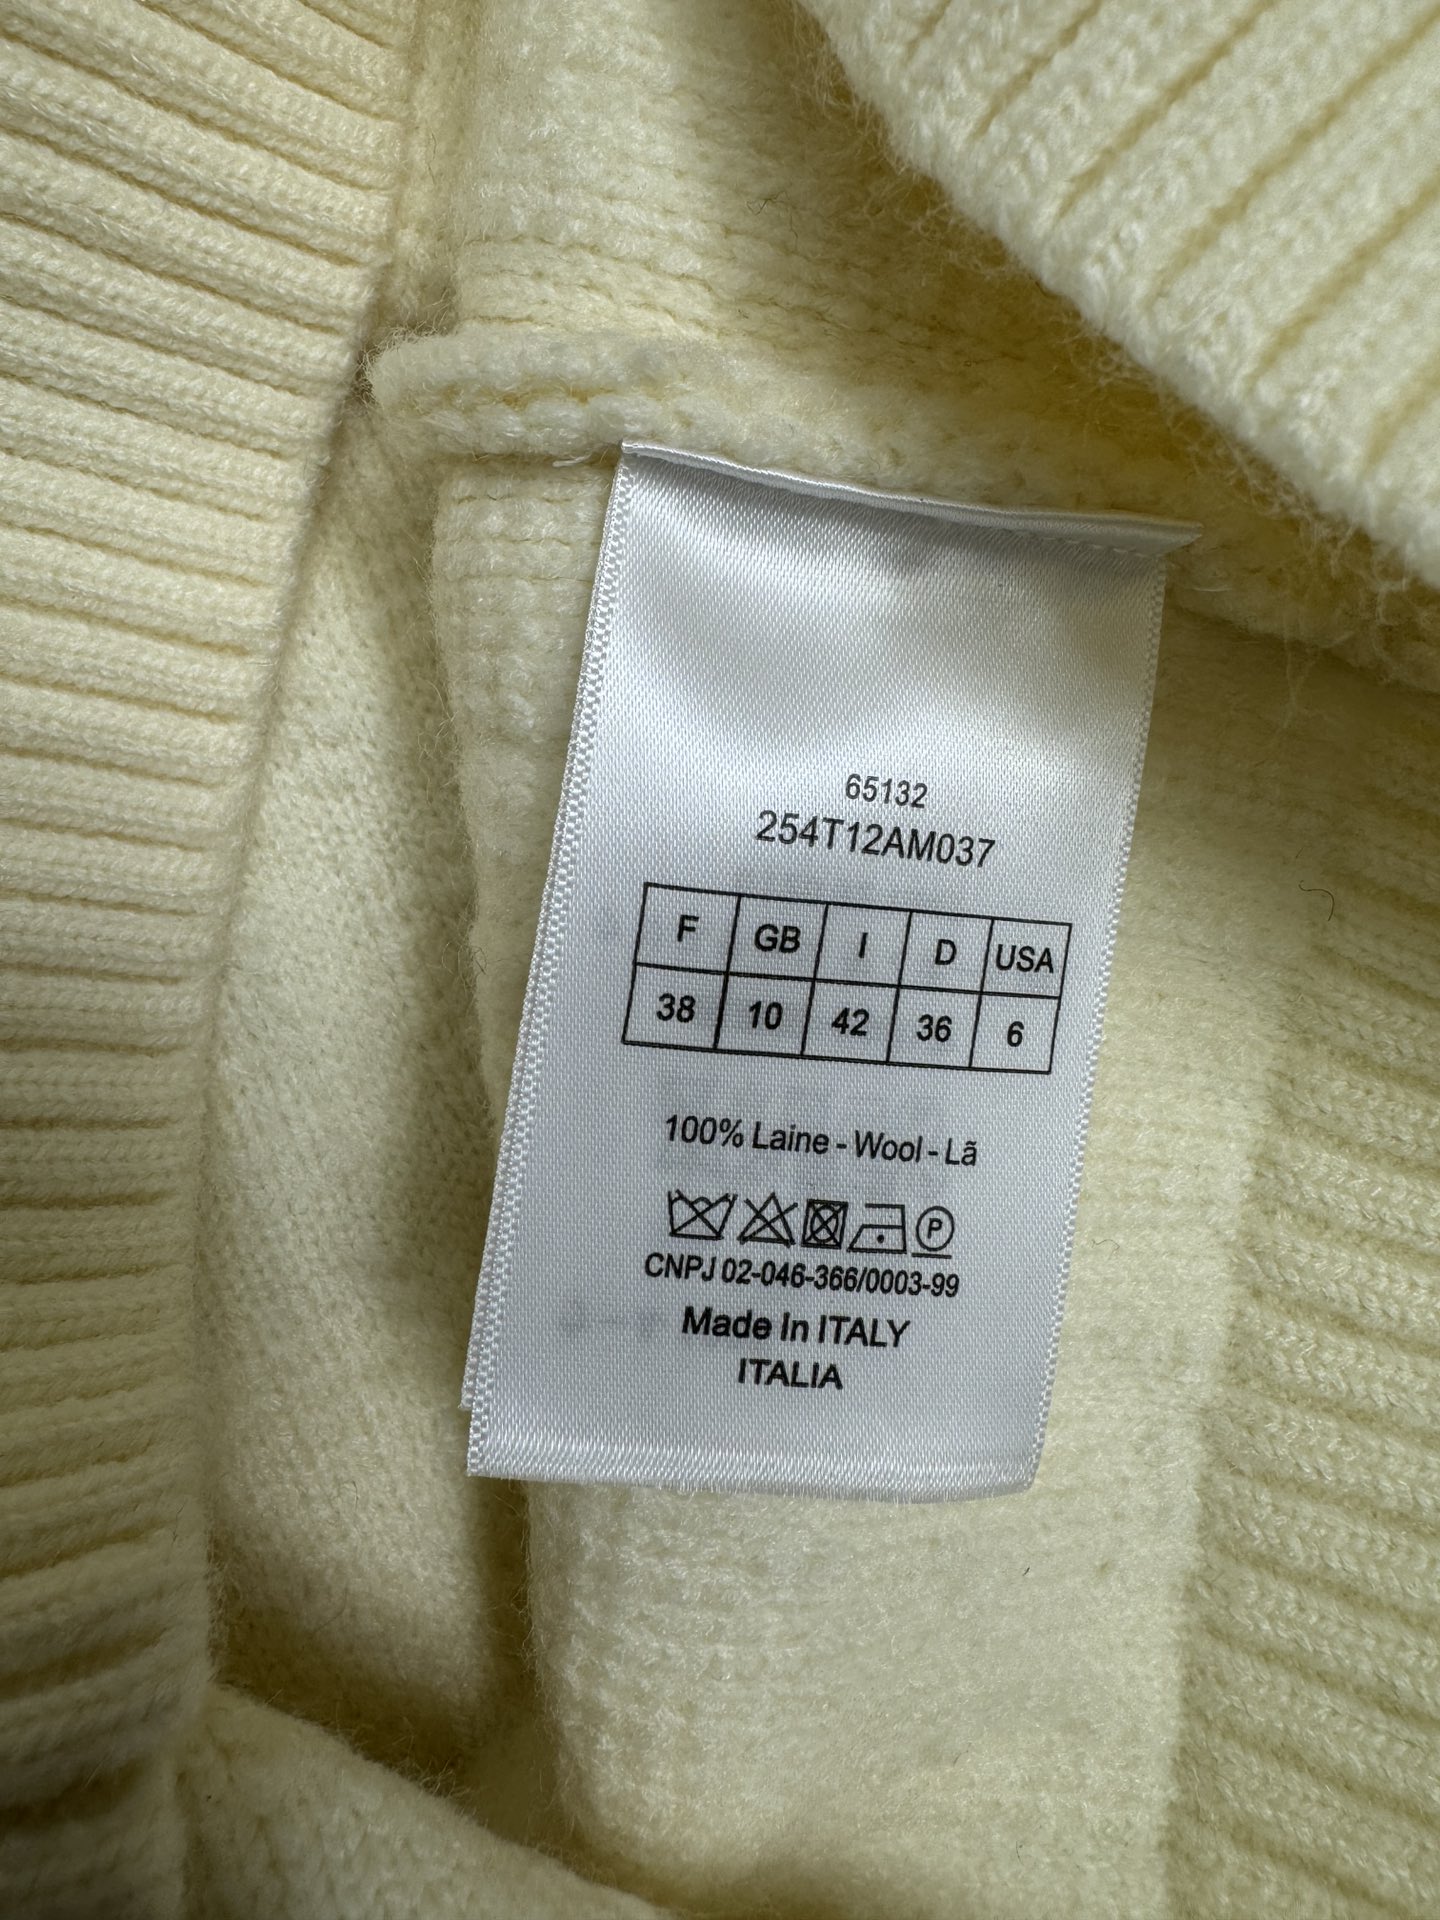 65132
254T12AM037
F GB I D USA
38 10 42 36 6
100% Laine - Wool - Lã
P
CNPJ 02-046-366/0003-99
Made In ITALY
ITALIA